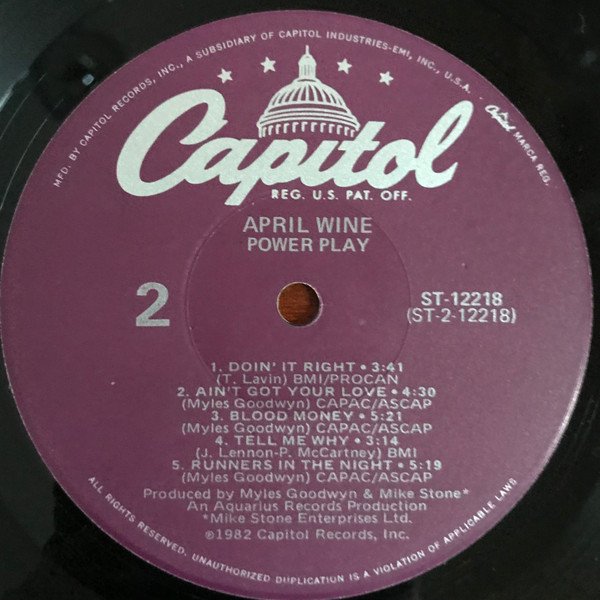 MFD. BY CAPITOL RECORDS, INC., A SUBSIDIARY OF CAPITOL INDUSTRIES-EMI, INC., U.S.A.
Capitol MARCA REG.
Capitol
REG. U.S. PAT. OFF.
APRIL WINE
POWER PLAY
2
ST-12218
(ST-2-12218)
1. DOIN' IT RIGHT • 3:41
(T. Lavin) BMI/PROCAN
2. AIN'T GOT YOUR LOVE • 4:30
(Myles Goodwyn) CAPAC/ASCAP
3. BLOOD MONEY • 5:21
(Myles Goodwyn) CAPAC/ASCAP
4. TELL ME WHY • 3:14
(J. Lennon-P. McCartney) BMI
5. RUNNERS IN THE NIGHT • 5:19
(Myles Goodwyn) CAPAC/ASCAP
Produced by Myles Goodwyn & Mike Stone*
An Aquarius Records Production
*Mike Stone Enterprises Ltd.
℗1982 Capitol Records, Inc.
ALL RIGHTS RESERVED. UNAUTHORIZED DUPLICATION IS A VIOLATION OF APPLICABLE LAWS